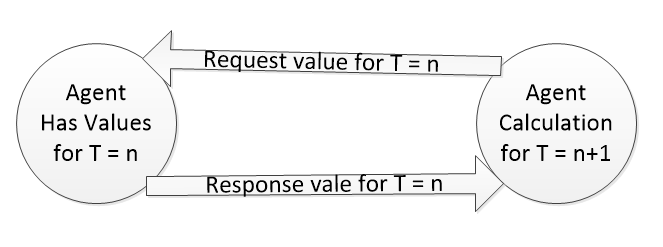 Request value for T = n
Agent
Has Values
for T = n
Agent
Calculation
for T = n+1
Response vale for T = n